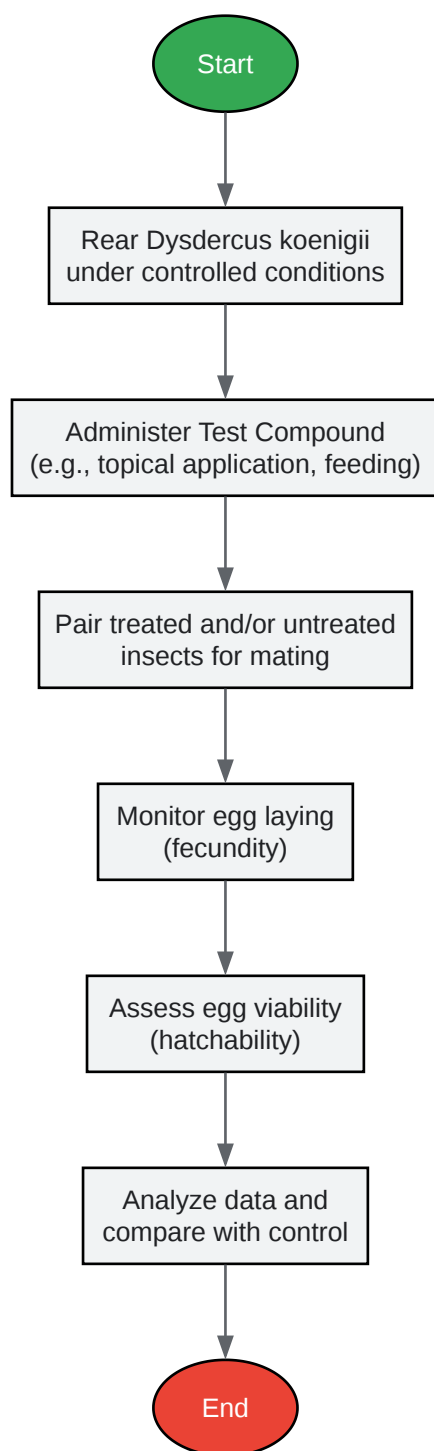 Start
Rear Dysdercus koenigii
under controlled conditions
Administer Test Compound
(e.g., topical application, feeding)
Pair treated and/or untreated
insects for mating
Monitor egg laying
(fecundity)
Assess egg viability
(hatchability)
Analyze data and
compare with control
End